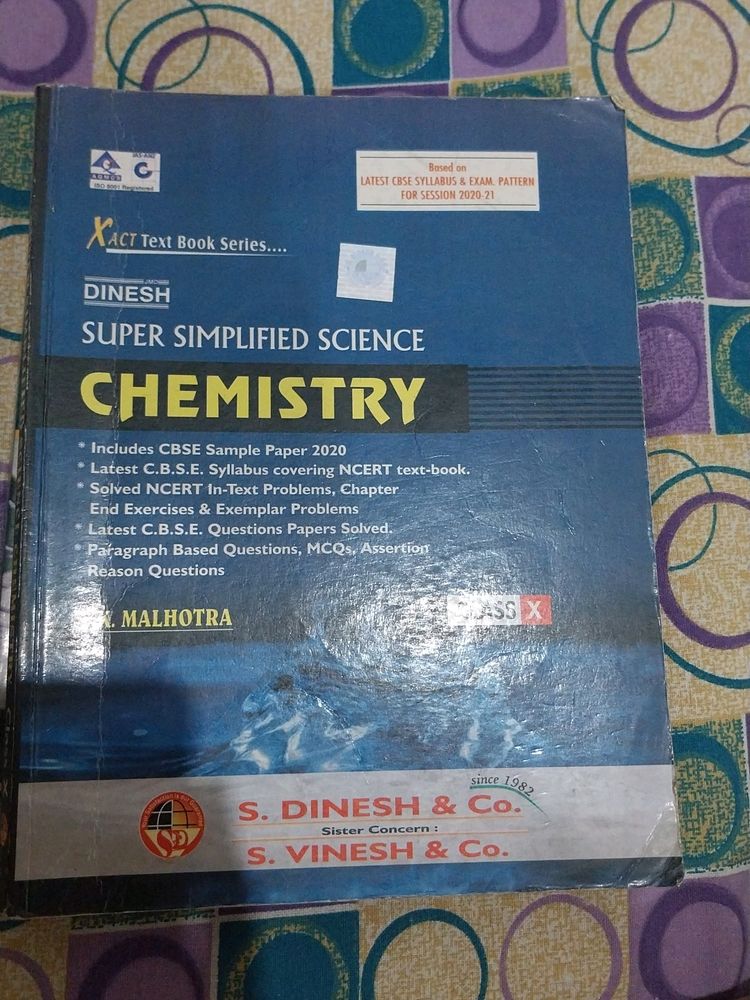 JAS-ANZ
AQMCS
ISO 9001 Registered
Based on
LATEST CBSE SYLLABUS & EXAM. PATTERN
FOR SESSION 2020-21
XACT Text Book Series....
DINESH
SUPER SIMPLIFIED SCIENCE
CHEMISTRY
* Includes CBSE Sample Paper 2020
* Latest C.B.S.E. Syllabus covering NCERT text-book.
* Solved NCERT In-Text Problems, Chapter
End Exercises & Exemplar Problems
* Latest C.B.S.E. Questions Papers Solved.
* Paragraph Based Questions, MCQs, Assertion
Reason Questions
MALHOTRA
CLASS X
since 1982
S. DINESH & Co.
Sister Concern :
S. VINESH & Co.